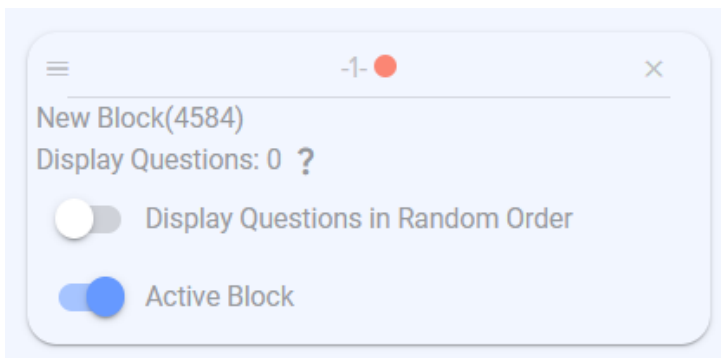 -1-
New Block(4584)
Display Questions: 0 ?
Display Questions in Random Order
Active Block